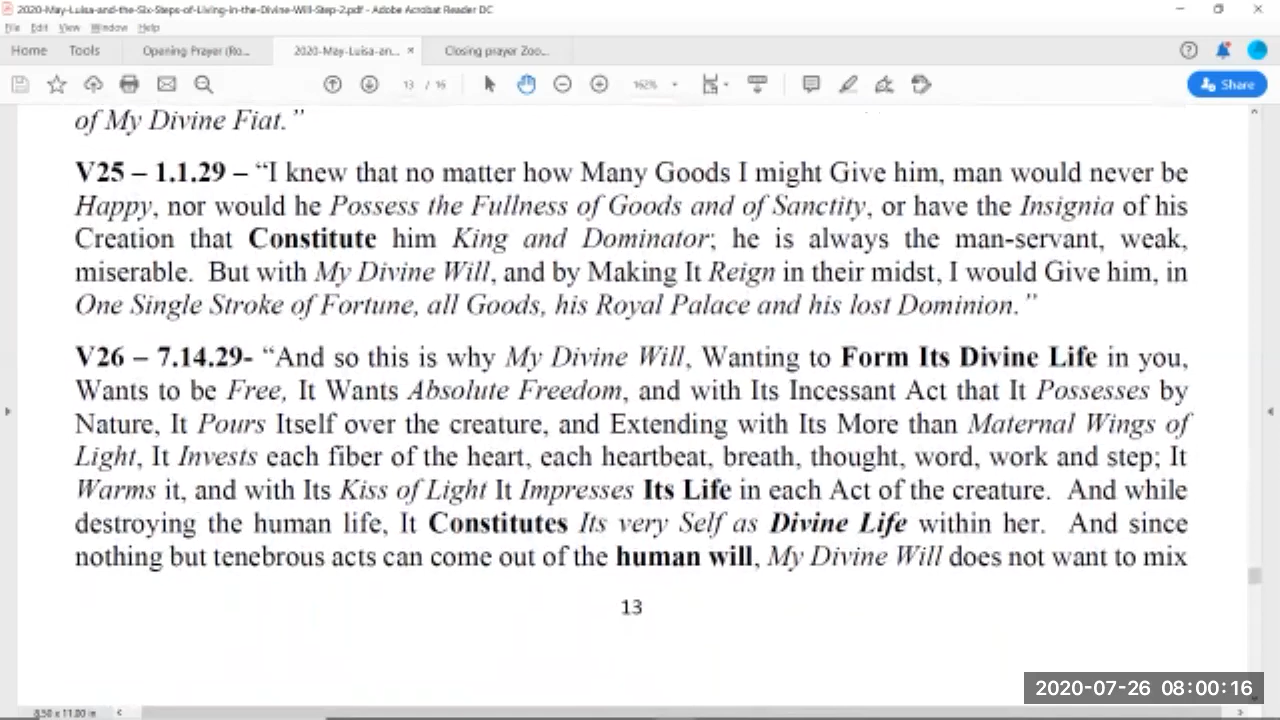 2020-May-Luisa-and-the-Six-Steps-of-Living-in-the-Divine-Will-Step-2.pdf - Adobe Acrobat Reader DC
File Edit View Window Help
Home Tools Opening Prayer (Ro... 2020-May-Luisa-an... × Closing prayer Zoo...
13 / 16 162% Share
of My Divine Fiat.”
V25 – 1.1.29 – “I knew that no matter how Many Goods I might Give him, man would never be
Happy, nor would he Possess the Fullness of Goods and of Sanctity, or have the Insignia of his
Creation that Constitute him King and Dominator; he is always the man-servant, weak,
miserable. But with My Divine Will, and by Making It Reign in their midst, I would Give him, in
One Single Stroke of Fortune, all Goods, his Royal Palace and his lost Dominion.”
V26 – 7.14.29- “And so this is why My Divine Will, Wanting to Form Its Divine Life in you,
Wants to be Free, It Wants Absolute Freedom, and with Its Incessant Act that It Possesses by
Nature, It Pours Itself over the creature, and Extending with Its More than Maternal Wings of
Light, It Invests each fiber of the heart, each heartbeat, breath, thought, word, work and step; It
Warms it, and with Its Kiss of Light It Impresses Its Life in each Act of the creature. And while
destroying the human life, It Constitutes Its very Self as Divine Life within her. And since
nothing but tenebrous acts can come out of the human will, My Divine Will does not want to mix
13
2020-07-26 08:00:16
8.50 x 11.00 in